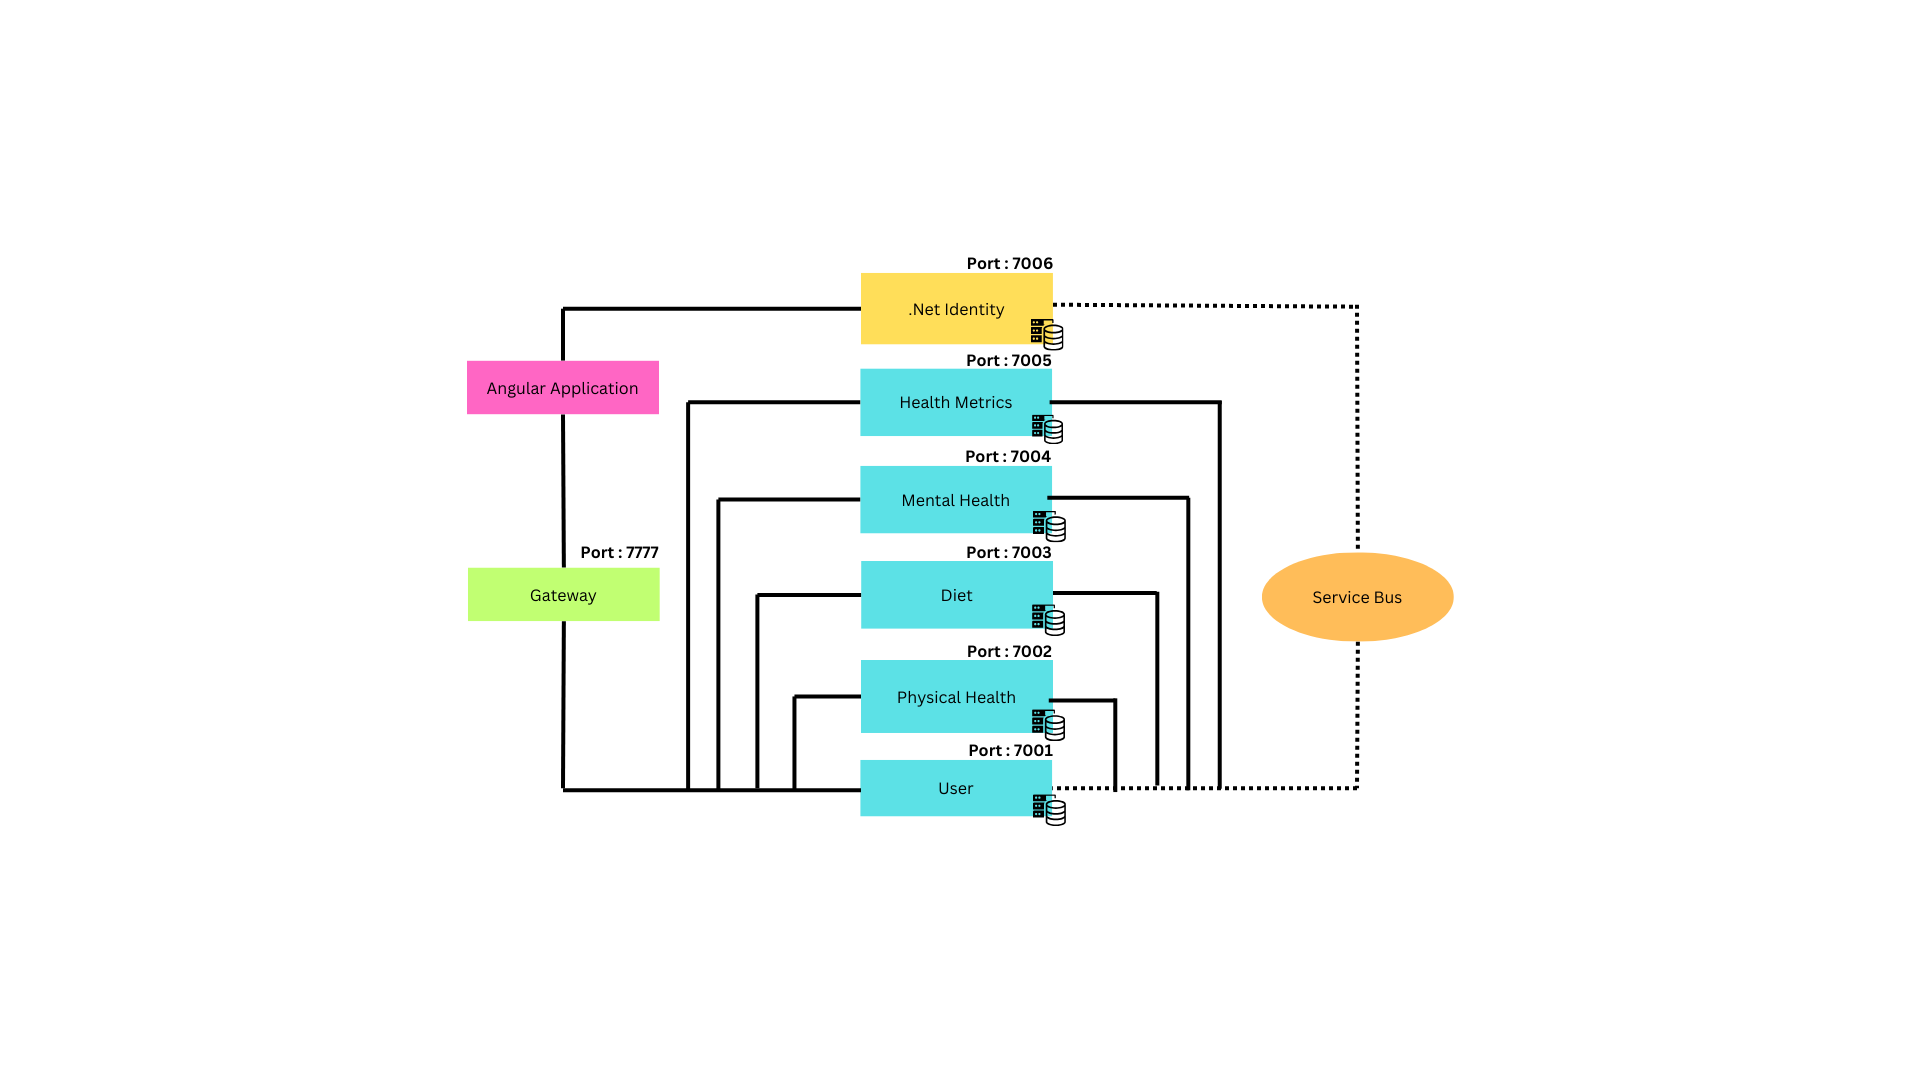 Port : 7006
.Net Identity
Port : 7005
Angular Application
Health Metrics
Port : 7004
Mental Health
Port : 7777
Port : 7003
Gateway
Diet
Service Bus
Port : 7002
Physical Health
Port : 7001
User